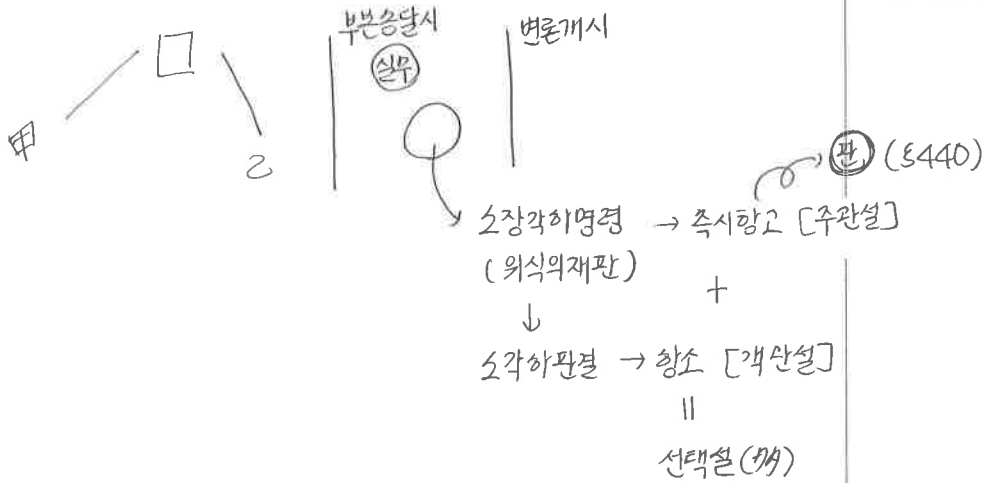 부본송달시
변론개시
실무
甲
乙
판 (§440)
소장각하명령 → 즉시항고 [주관설]
(위식의재판)
+
↓
소각하판결 → 항소 [객관설]
||
선택설(多)